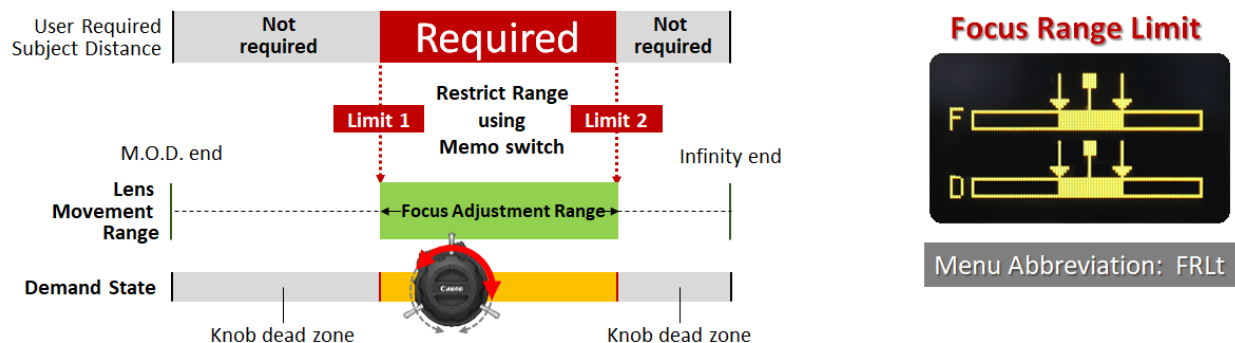 User Required
Subject Distance
Not
required
Required
Not
required
Limit 1
Restrict Range
using
Memo switch
Limit 2
M.O.D. end
Infinity end
Lens
Movement
Range
Focus Adjustment Range
Demand State
Canon
Knob dead zone
Knob dead zone
Focus Range Limit
F
D
Menu Abbreviation: FRLt